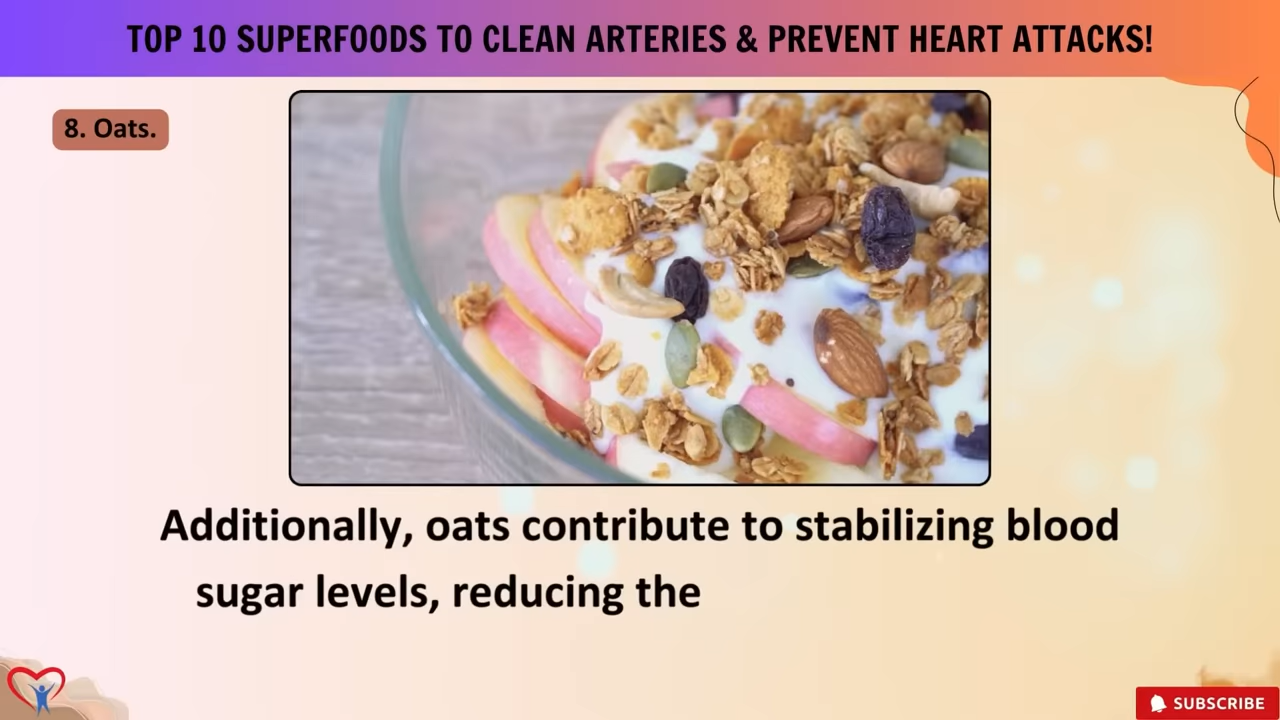 TOP 10 SUPERFOODS TO CLEAN ARTERIES & PREVENT HEART ATTACKS!
8. Oats.
Additionally, oats contribute to stabilizing blood
sugar levels, reducing the
SUBSCRIBE